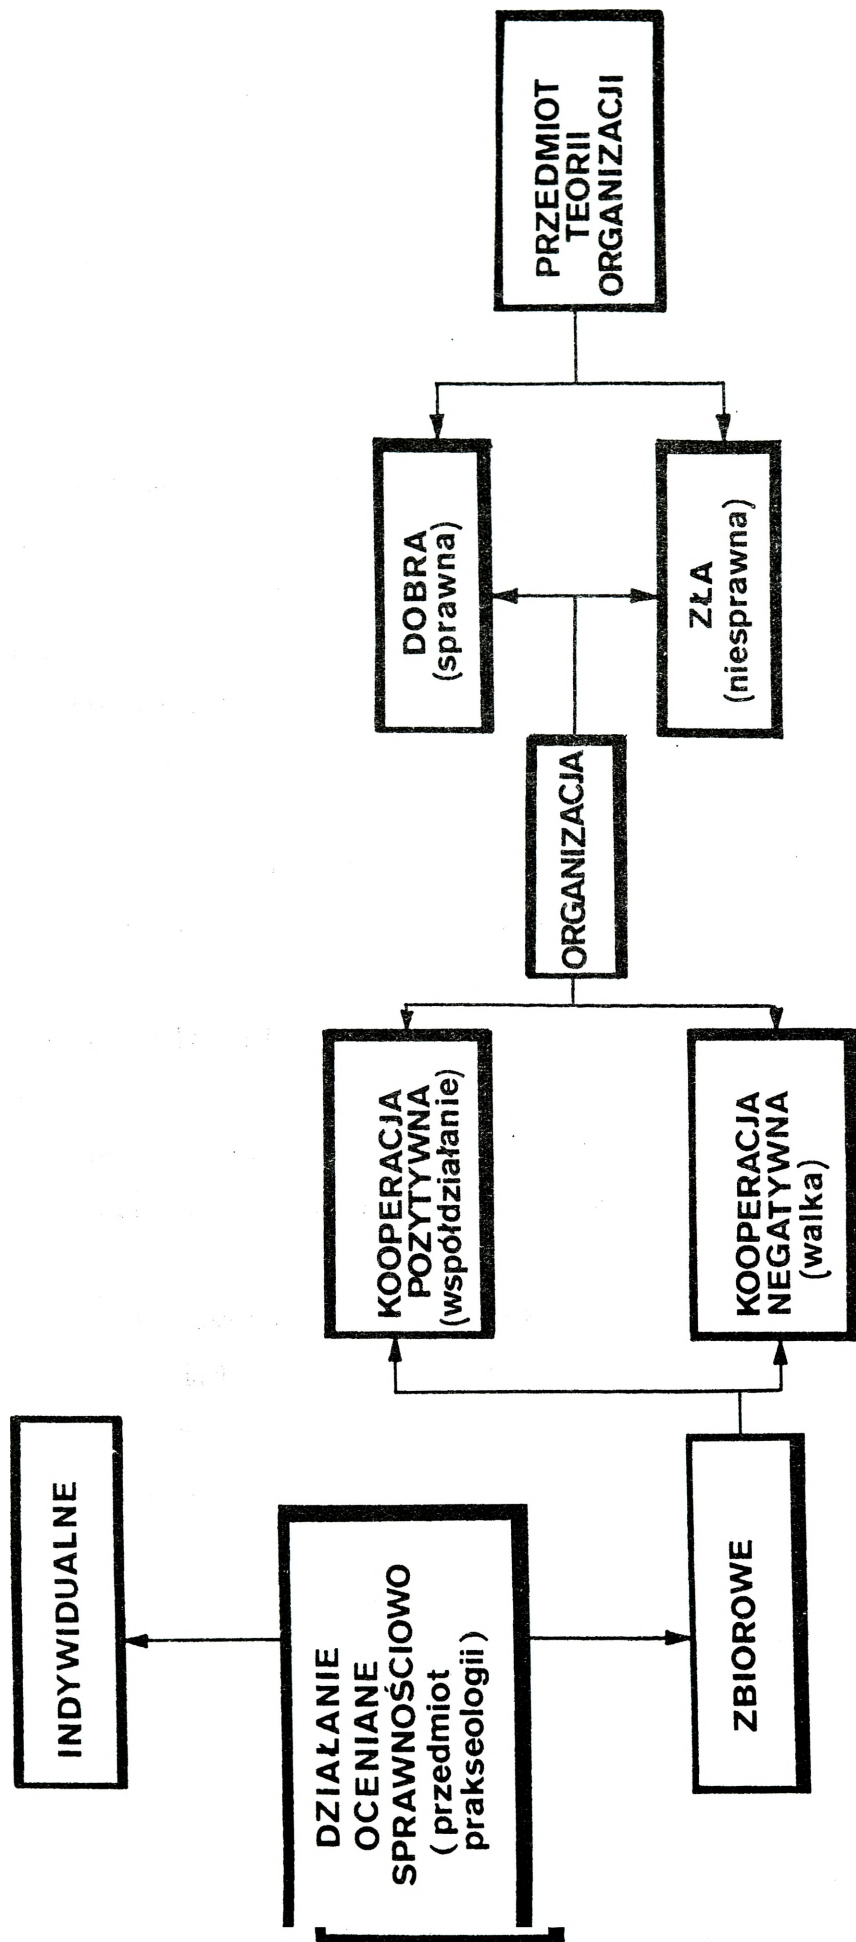 INDYWIDUALNE
DZIAŁANIE
OCENIANE
SPRAWNOŚCIOWO
(przedmiot
prakseologii)
ZBIOROWE
KOOPERACJA
POZYTYWNA
(współdziałanie)
KOOPERACJA
NEGATYWNA
(walka)
ORGANIZACJA
DOBRA
(sprawna)
ZŁA
(niesprawna)
PRZEDMIOT
TEORII
ORGANIZACJI